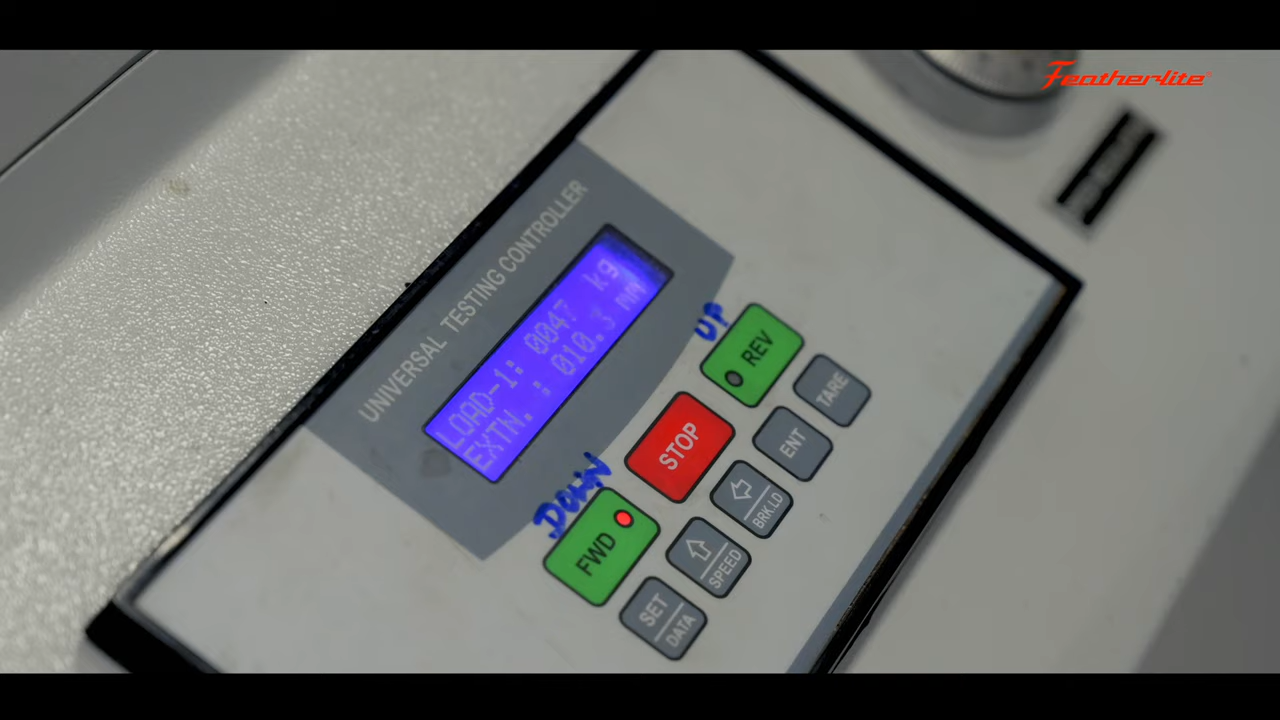 Featherlite
UNIVERSAL TESTING CONTROLLER
LOAD-1: 0047 kg
EXTN. : 010.3 MM
UP
REV
TARE
STOP
ENT
BRK LD
DOWN
FWD
SPEED
SET
DATA